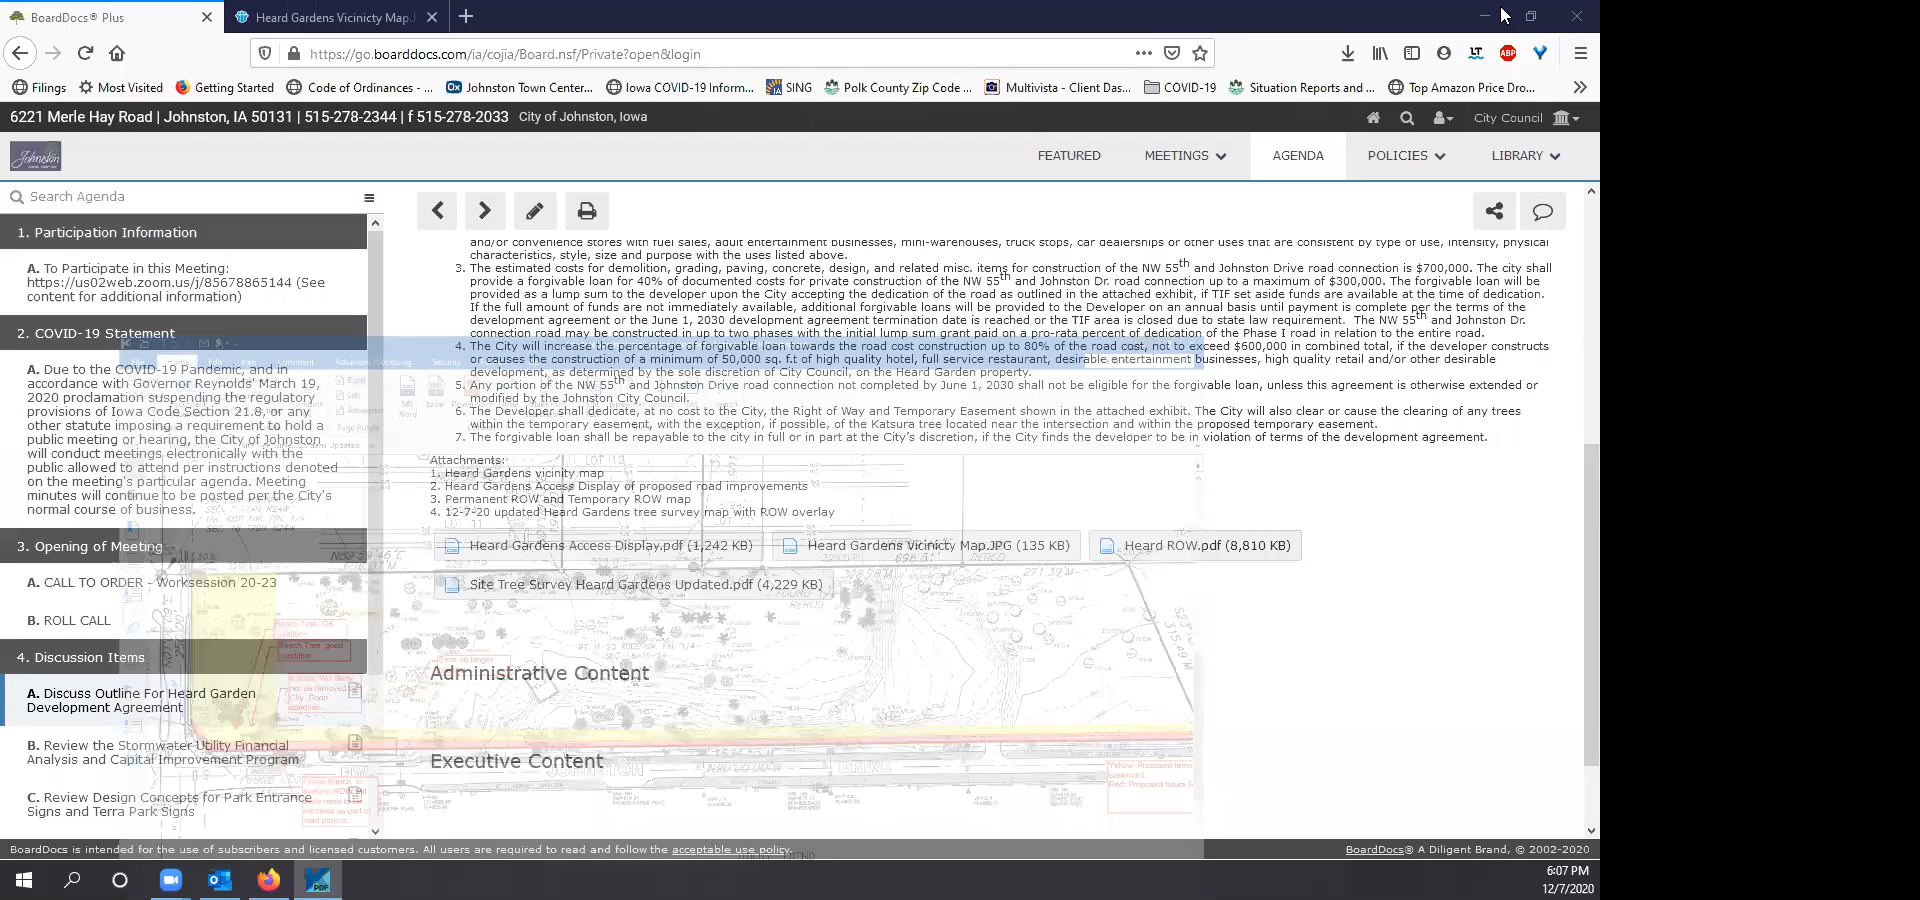 BoardDocs® Plus
Heard Gardens Vicinicty Map.
https://go.boarddocs.com/ia/cojia/Board.nsf/Private?open&login
Filings
Most Visited
Getting Started
Code of Ordinances - ...
Johnston Town Center...
Iowa COVID-19 Inform...
SING
Polk County Zip Code ...
Multivista - Client Das...
COVID-19
Situation Reports and ...
Top Amazon Price Dro...
6221 Merle Hay Road | Johnston, IA 50131 | 515-278-2344 | f 515-278-2033 City of Johnston, Iowa
City Council
Johnston
FEATURED
MEETINGS
AGENDA
POLICIES
LIBRARY
Search Agenda
1. Participation Information
A. To Participate in this Meeting:
https://us02web.zoom.us/j/85678865144 (See
content for additional information)
2. COVID-19 Statement
A. Due to the COVID-19 Pandemic, and in
accordance with Governor Reynolds' March 19,
2020 proclamation suspending the regulatory
provisions of Iowa Code Section 21.8, or any
other statute imposing a requirement to hold a
public meeting or hearing, the City of Johnston
will conduct meetings electronically with the
public allowed to attend per instructions denoted
on the meeting's particular agenda. Meeting
minutes will continue to be posted per the City's
normal course of business.
3. Opening of Meeting
A. CALL TO ORDER - Worksession 20-23
B. ROLL CALL
4. Discussion Items
A. Discuss Outline For Heard Garden
Development Agreement
B. Review the Stormwater Utility Financial
Analysis and Capital Improvement Program
C. Review Design Concepts for Park Entrance
Signs and Terra Park Signs
and/or convenience stores with fuel sales, adult entertainment businesses, mini-warehouses, truck stops, car dealerships or other uses that are consistent by type of use, intensity, physical
characteristics, style, size and purpose with the uses listed above.
3. The estimated costs for demolition, grading, paving, concrete, design, and related misc. items for construction of the NW 55th and Johnston Drive road connection is $700,000. The city shall
provide a forgivable loan for 40% of documented costs for private construction of the NW 55th and Johnston Dr. road connection up to a maximum of $300,000. The forgivable loan will be
provided as a lump sum to the developer upon the City accepting the dedication of the road as outlined in the attached exhibit, if TIF set aside funds are available at the time of dedication.
If the full amount of funds are not immediately available, additional forgivable loans will be provided to the Developer on an annual basis until payment is complete per the terms of the
development agreement or the June 1, 2030 development agreement termination date is reached or the TIF area is closed due to state law requirement. The NW 55th and Johnston Dr.
connection road may be constructed in up to two phases with the initial lump sum grant paid on a pro-rata percent of dedication of the Phase I road in relation to the entire road.
4. The City will increase the percentage of forgivable loan towards the road cost construction up to 80% of the road cost, not to exceed $600,000 in combined total, if the developer constructs
or causes the construction of a minimum of 50,000 sq. f.t of high quality hotel, full service restaurant, desirable entertainment businesses, high quality retail and/or other desirable
development, as determined by the sole discretion of City Council, on the Heard Garden property.
5. Any portion of the NW 55th and Johnston Drive road connection not completed by June 1, 2030 shall not be eligible for the forgivable loan, unless this agreement is otherwise extended or
modified by the Johnston City Council.
6. The Developer shall dedicate, at no cost to the City, the Right of Way and Temporary Easement shown in the attached exhibit. The City will also clear or cause the clearing of any trees
within the temporary easement, with the exception, if possible, of the Katsura tree located near the intersection and within the proposed temporary easement.
7. The forgivable loan shall be repayable to the city in full or in part at the City's discretion, if the City finds the developer to be in violation of terms of the development agreement.
Attachments:
1. Heard Gardens vicinity map
2. Heard Gardens Access Display of proposed road improvements
3. Permanent ROW and Temporary ROW map
4. 12-7-20 updated Heard Gardens tree survey map with ROW overlay
Heard Gardens Access Display.pdf (1,242 KB)
Heard Gardens Vicinicty Map.JPG (135 KB)
Heard ROW.pdf (8,810 KB)
Site Tree Survey Heard Gardens Updated.pdf (4,229 KB)
Administrative Content
Executive Content
BoardDocs is intended for the use of subscribers and licensed customers. All users are required to read and follow the acceptable use policy.
BoardDocs® A Diligent Brand, © 2002-2020
6:07 PM
12/7/2020